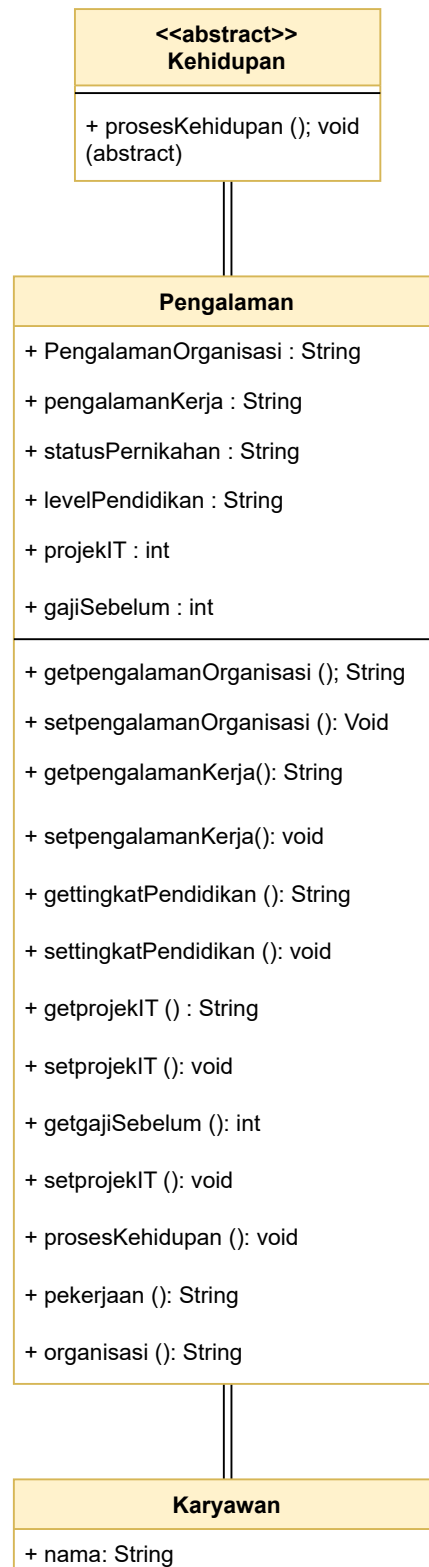 <<abstract>>
Kehidupan
+ prosesKehidupan (); void
(abstract)
Pengalaman
+ PengalamanOrganisasi : String
+ pengalamanKerja : String
+ statusPernikahan : String
+ levelPendidikan : String
+ projekIT : int
+ gajiSebelum : int
+ getpengalamanOrganisasi (); String
+ setpengalamanOrganisasi (): Void
+ getpengalamanKerja(): String
+ setpengalamanKerja(): void
+ gettingkatPendidikan (): String
+ settingkatPendidikan (): void
+ getprojekIT () : String
+ setprojekIT (): void
+ getgajiSebelum (): int
+ setprojekIT (): void
+ prosesKehidupan (): void
+ pekerjaan (): String
+ organisasi (): String
Karyawan
+ nama: String